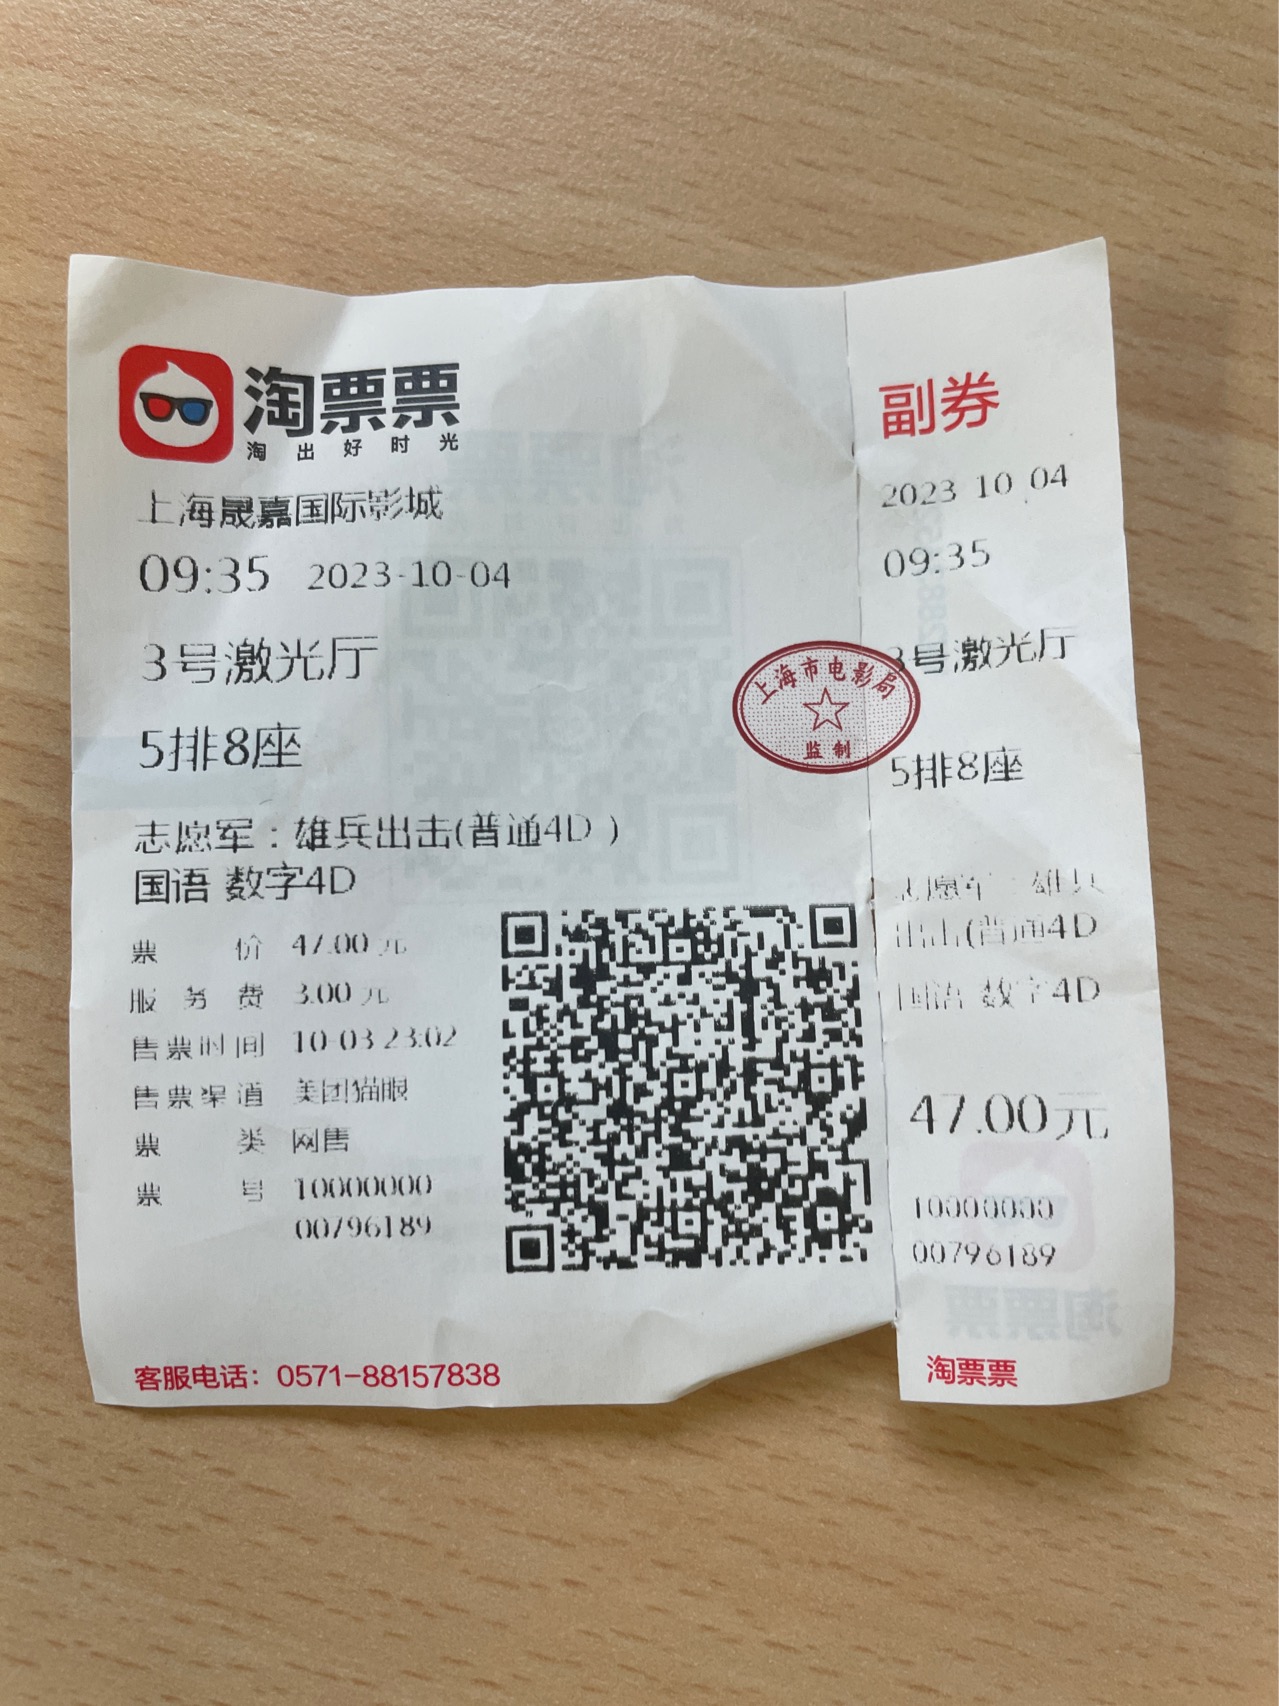 淘票票
淘出好时光
上海晟嘉国际影城
09:35 2023-10-04
3号激光厅
5排8座
志愿军:雄兵出击(普通4D )
国语 数字4D
票价 47.00 元
服务费 3.00 元
售票时间 10-03 23:02
售票渠道 美团猫眼
票类 网售
票号 10000000
00796189
客服电话：0571-88157838
上海市电影局
监制
副券
2023 10 04
09:35
3号激光厅
5排8座
志愿军 : 雄兵
出击(普通4D
国语 数字4D
47.00元
10000000
00796189
淘票票